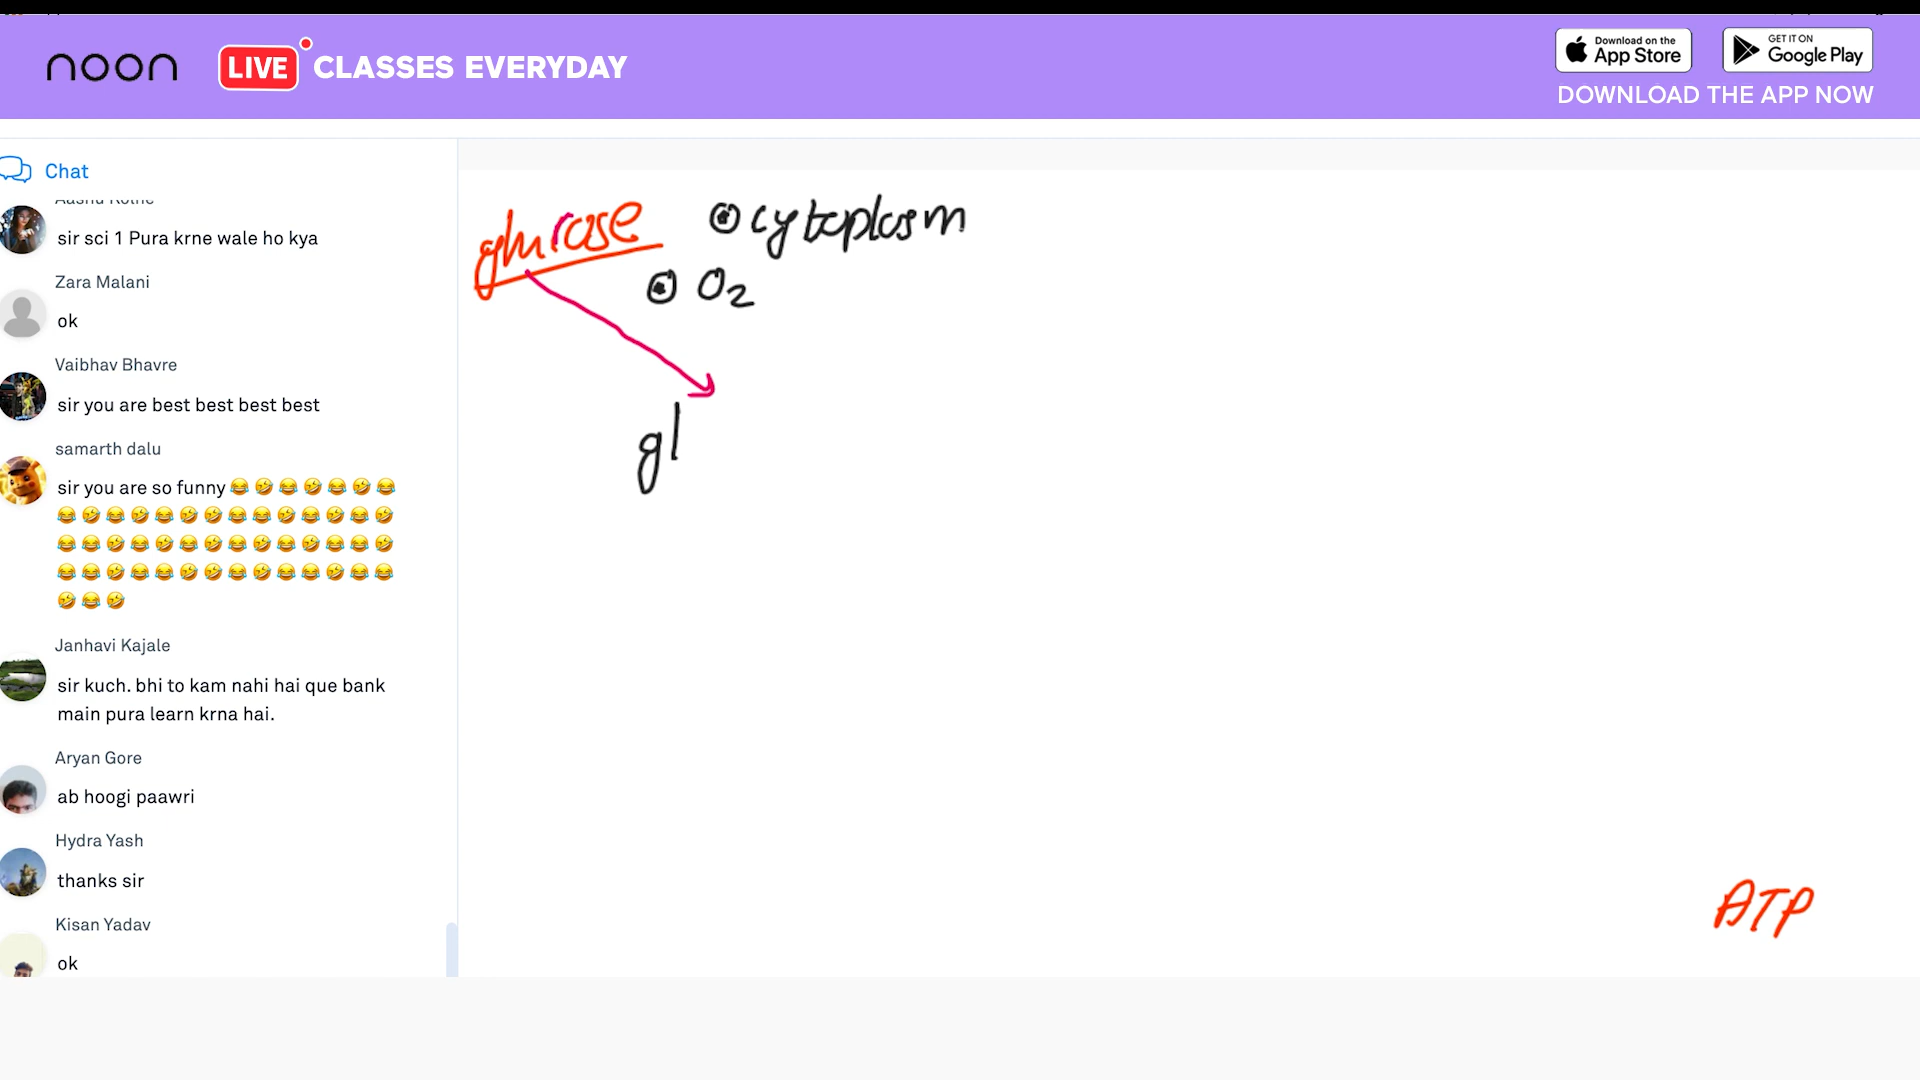 noon LIVE CLASSES EVERYDAY
Download on the App Store
GET IT ON Google Play
DOWNLOAD THE APP NOW
Chat
sir sci 1 Pura krne wale ho kya
Zara Malani
ok
Vaibhav Bhavre
sir you are best best best best
samarth dalu
sir you are so funny 😂🤣😂🤣😂🤣😂
😂🤣😂🤣😂🤣🤣😂😂🤣😂🤣😂🤣
😂😂🤣😂🤣😂🤣😂🤣😂🤣😂😂🤣
😂😂🤣😂😂🤣🤣😂🤣😂😂🤣😂😂
🤣😂🤣
Janhavi Kajale
sir kuch. bhi to kam nahi hai que bank
main pura learn krna hai.
Aryan Gore
ab hoogi paawri
Hydra Yash
thanks sir
Kisan Yadav
ok
glucose
cytoplasm
O2
gl
ATP